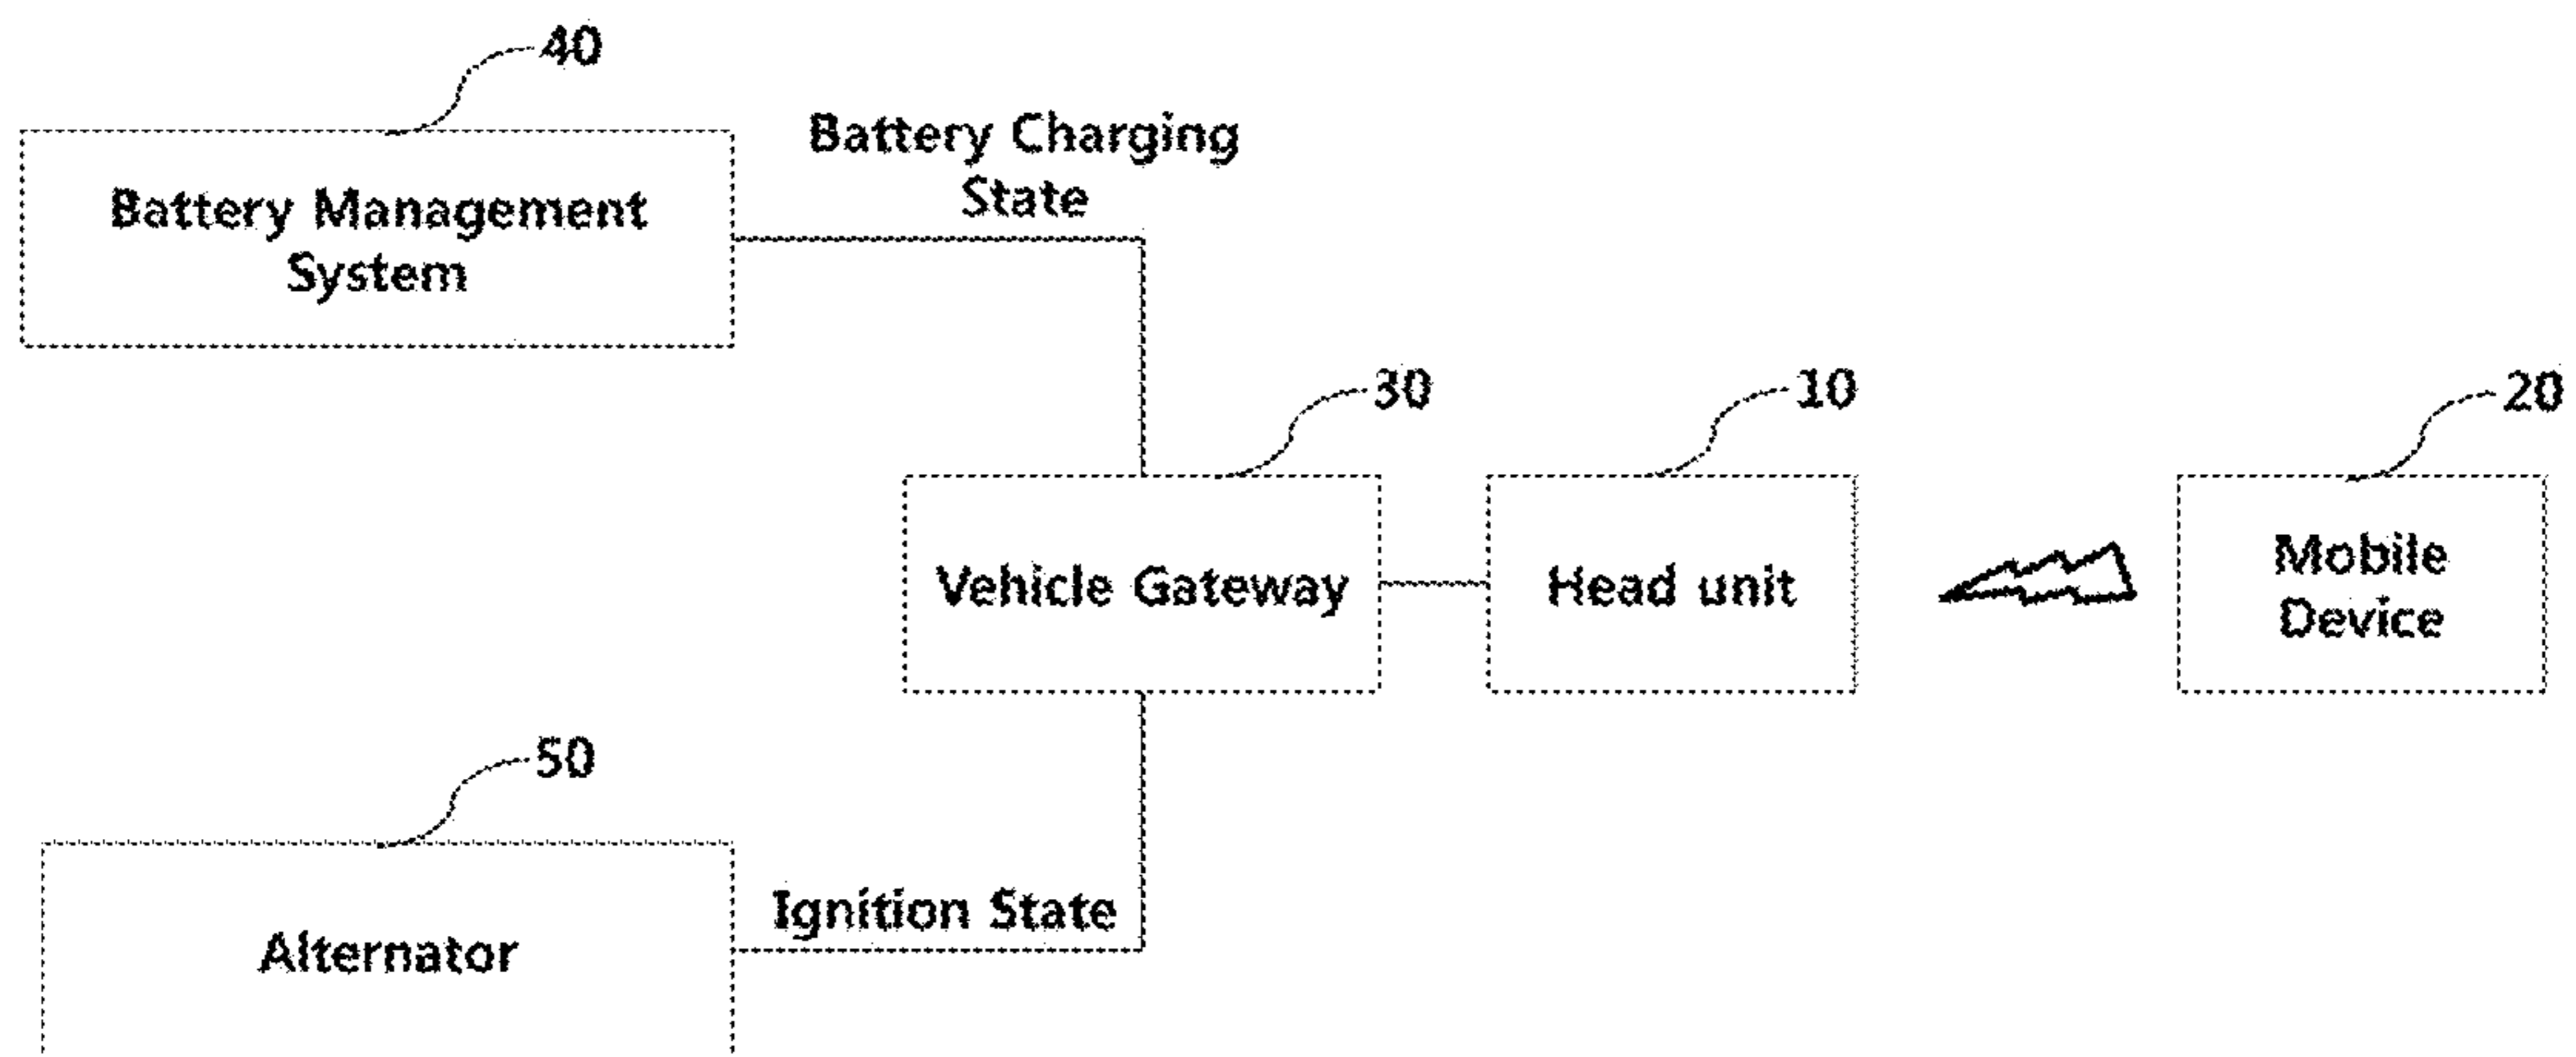 40
Battery Charging
State
Battery Management
System
30
10
20
Vehicle Gateway
Head unit
Mobile
Device
50
Ignition State
Alternator